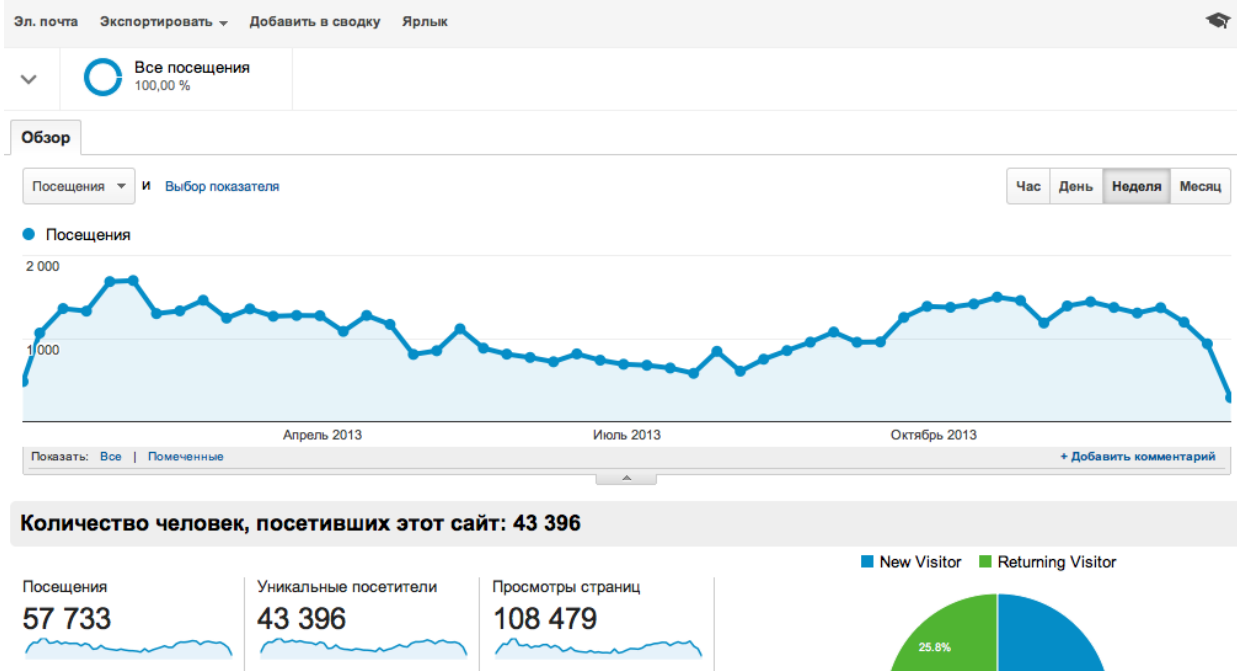 Эл. почта Экспортировать Добавить в сводку Ярлык
Все посещения
100,00 %
Обзор
Посещения и Выбор показателя Час День Неделя Месяц
Посещения
2 000
1 000
Апрель 2013 Июль 2013 Октябрь 2013
Показать: Все | Помеченные + Добавить комментарий
Количество человек, посетивших этот сайт: 43 396
New Visitor Returning Visitor
Посещения Уникальные посетители Просмотры страниц
57 733 43 396 108 479
25.8%